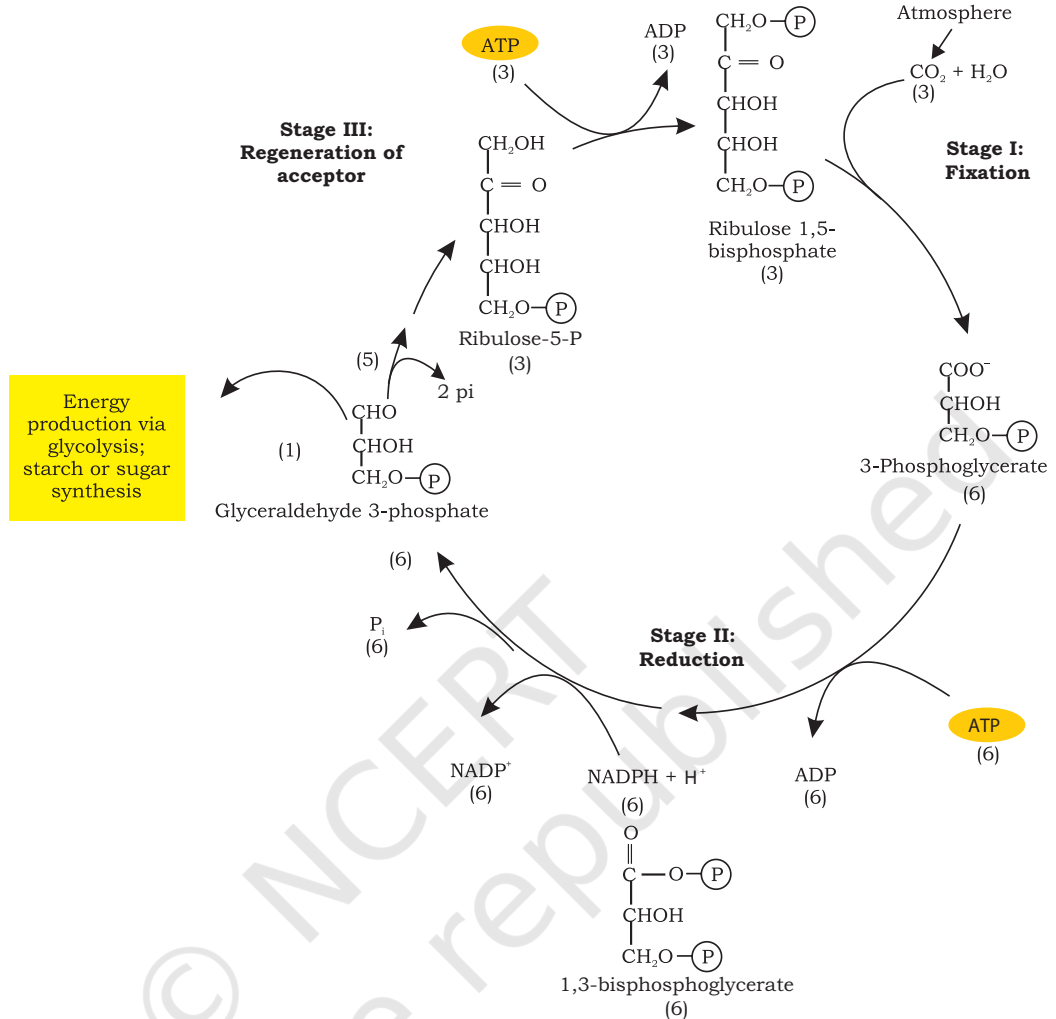 Atmosphere
CH₂O—P
ATP
(3)
ADP
(3)
C = O
CO₂ + H₂O
(3)
CHOH
Stage III:
Regeneration of
acceptor
CH₂OH
CHOH
Stage I:
Fixation
C = O
CH₂O—P
CHOH
Ribulose 1,5-
bisphosphate
(3)
CHOH
CH₂O—P
Ribulose-5-P
(3)
(5)
2 pi
COO⁻
CHOH
CH₂O—P
3-Phosphoglycerate
(6)
Energy
production via
glycolysis;
starch or sugar
synthesis
(1)
CHO
CHOH
CH₂O—P
Glyceraldehyde 3-phosphate
(6)
Pᵢ
(6)
Stage II:
Reduction
ATP
(6)
NADP⁺
(6)
NADPH + H⁺
(6)
ADP
(6)
O
C — O—P
CHOH
CH₂O—P
1,3-bisphosphoglycerate
(6)
© NCERT
republished